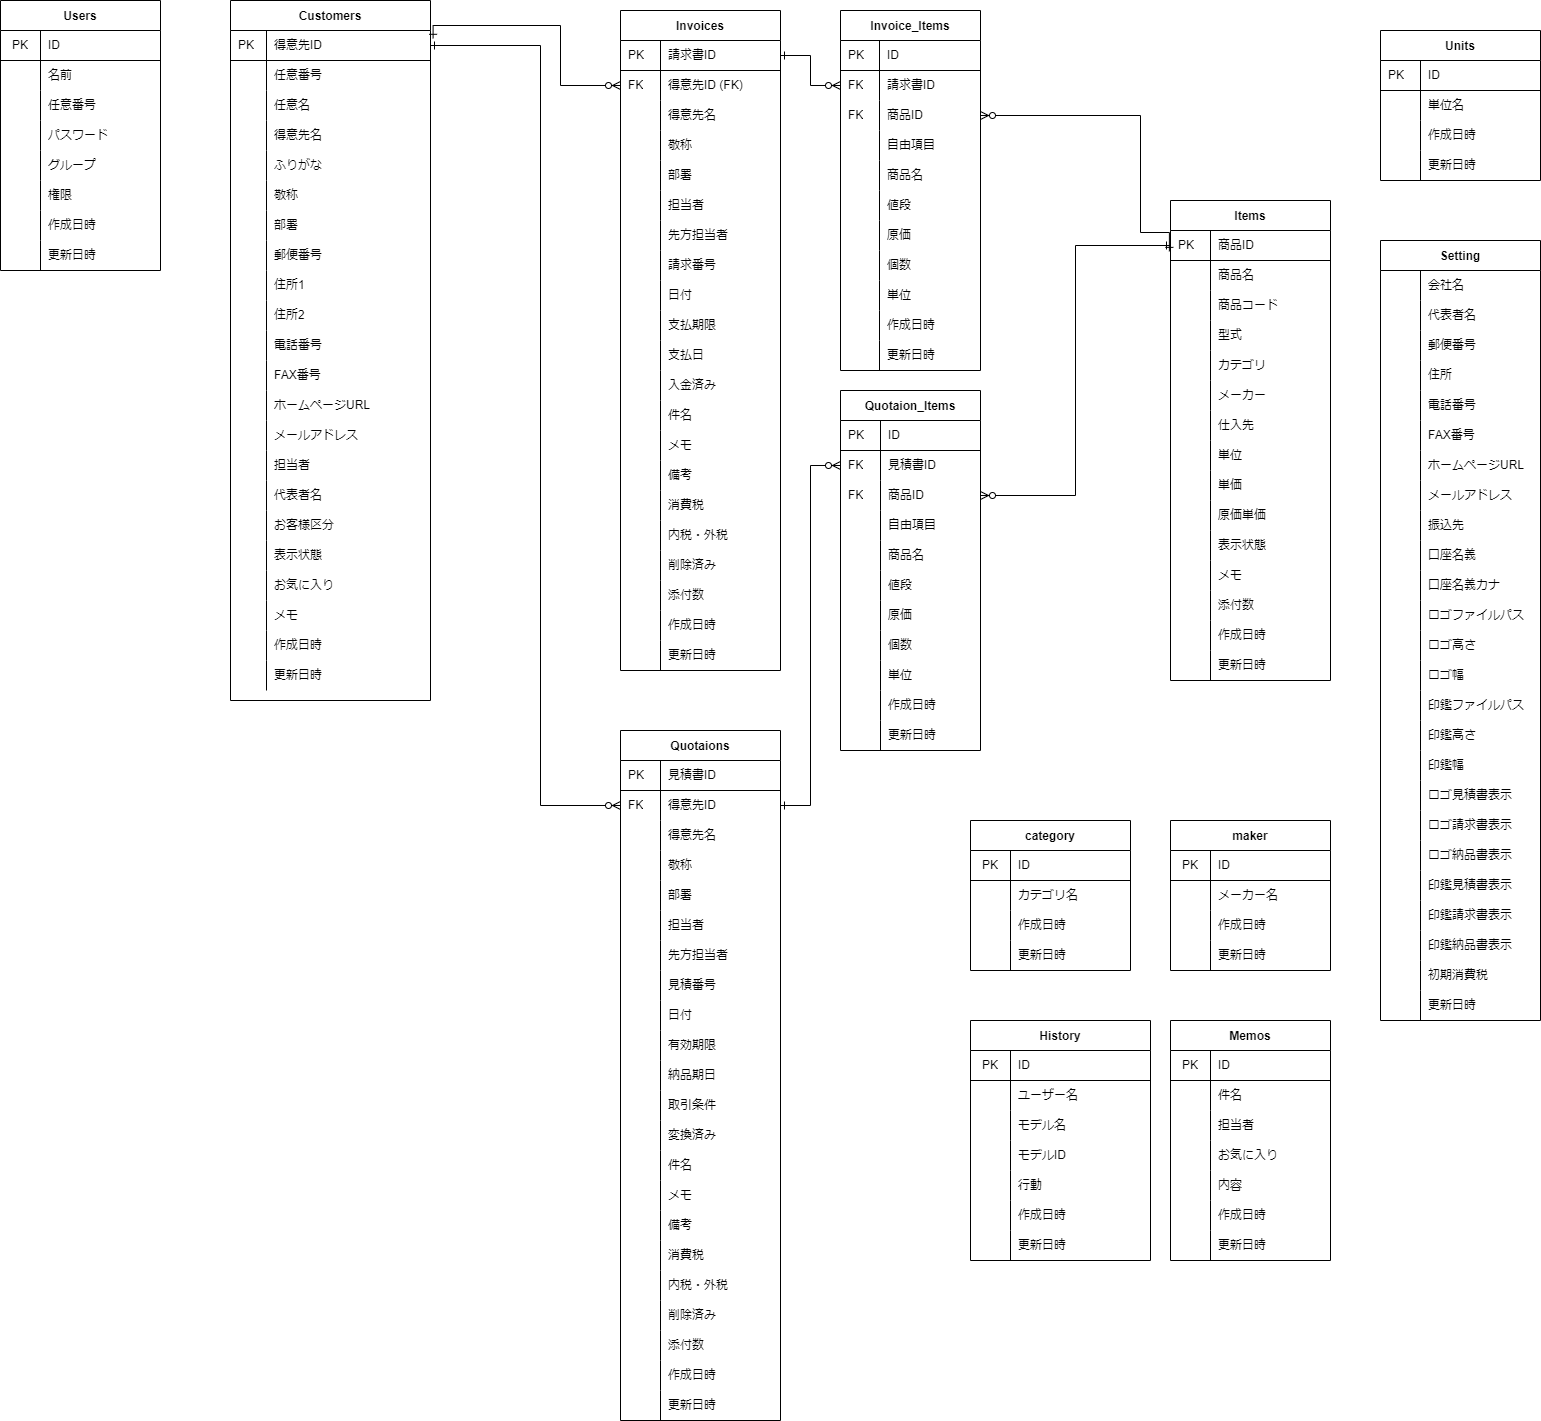 Users
PK ID
名前
任意番号
パスワード
グループ
権限
作成日時
更新日時
Customers
PK 得意先ID
任意番号
任意名
得意先名
ふりがな
敬称
部署
郵便番号
住所1
住所2
電話番号
FAX番号
ホームページURL
メールアドレス
担当者
代表者名
お客様区分
表示状態
お気に入り
メモ
作成日時
更新日時
Invoices
PK 請求書ID
FK 得意先ID (FK)
得意先名
敬称
部署
担当者
先方担当者
請求番号
日付
支払期限
支払日
入金済み
件名
メモ
備考
消費税
内税・外税
削除済み
添付数
作成日時
更新日時
Quotaions
PK 見積書ID
FK 得意先ID
得意先名
敬称
部署
担当者
先方担当者
見積番号
日付
有効期限
納品期日
取引条件
変換済み
件名
メモ
備考
消費税
内税・外税
削除済み
添付数
作成日時
更新日時
Invoice_Items
PK ID
FK 請求書ID
FK 商品ID
自由項目
商品名
値段
原価
個数
単位
作成日時
更新日時
Quotaion_Items
PK ID
FK 見積書ID
FK 商品ID
自由項目
商品名
値段
原価
個数
単位
作成日時
更新日時
Items
PK 商品ID
商品名
商品コード
型式
カテゴリ
メーカー
仕入先
単位
単価
原価単価
表示状態
メモ
添付数
作成日時
更新日時
category
PK ID
カテゴリ名
作成日時
更新日時
maker
PK ID
メーカー名
作成日時
更新日時
History
PK ID
ユーザー名
モデル名
モデルID
行動
作成日時
更新日時
Memos
PK ID
件名
担当者
お気に入り
内容
作成日時
更新日時
Units
PK ID
単位名
作成日時
更新日時
Setting
会社名
代表者名
郵便番号
住所
電話番号
FAX番号
ホームページURL
メールアドレス
振込先
口座名義
口座名義カナ
ロゴファイルパス
ロゴ高さ
ロゴ幅
印鑑ファイルパス
印鑑高さ
印鑑幅
ロゴ見積書表示
ロゴ請求書表示
ロゴ納品書表示
印鑑見積書表示
印鑑請求書表示
印鑑納品書表示
初期消費税
更新日時